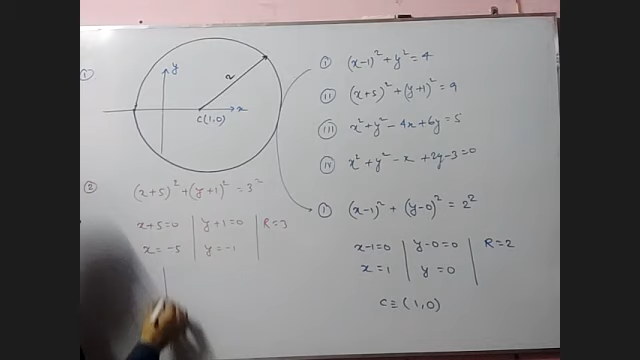 ①
y
2
x
C(1,0)
② (x+5)² + (y+1)² = 3²
x+5=0 | y+1=0 | R=3
x=-5 | y=-1
Ⓘ (x-1)² + y² = 4
Ⅱ (x+5)² + (y+1)² = 9
Ⅲ x² + y² - 4x + 6y = 5
Ⅳ x² + y² - x + 2y - 3 = 0
Ⓘ (x-1)² + (y-0)² = 2²
x-1=0 | y-0=0 | R=2
x=1 | y=0
C≡(1,0)